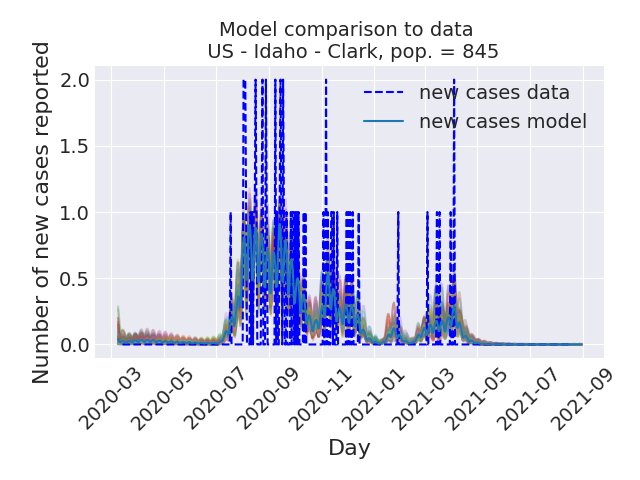 Model comparison to data
US - Idaho - Clark, pop. = 845
Number of new cases reported
2.0
1.5
1.0
0.5
0.0
new cases data
new cases model
2020-03
2020-05
2020-07
2020-09
2020-11
2021-01
2021-03
2021-05
2021-07
2021-09
Day